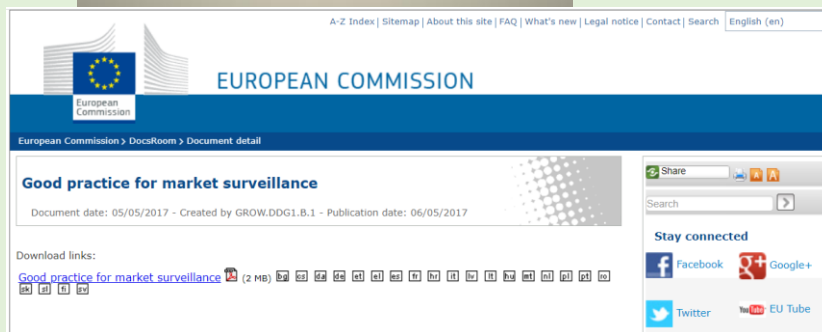 A-Z Index | Sitemap | About this site | FAQ | What's new | Legal notice | Contact | Search English (en)
EUROPEAN COMMISSION
European
Commission
European Commission > DocsRoom > Document detail
Good practice for market surveillance
Document date: 05/05/2017 - Created by GROW.DDG1.B.1 - Publication date: 06/05/2017
Download links:
Good practice for market surveillance (2 MB) bg cs da de et el es fr hr it lv lt hu mt nl pl pt ro
sk sl fi sv
Share A A
Search
Stay connected
Facebook Google+
Twitter You Tube EU Tube